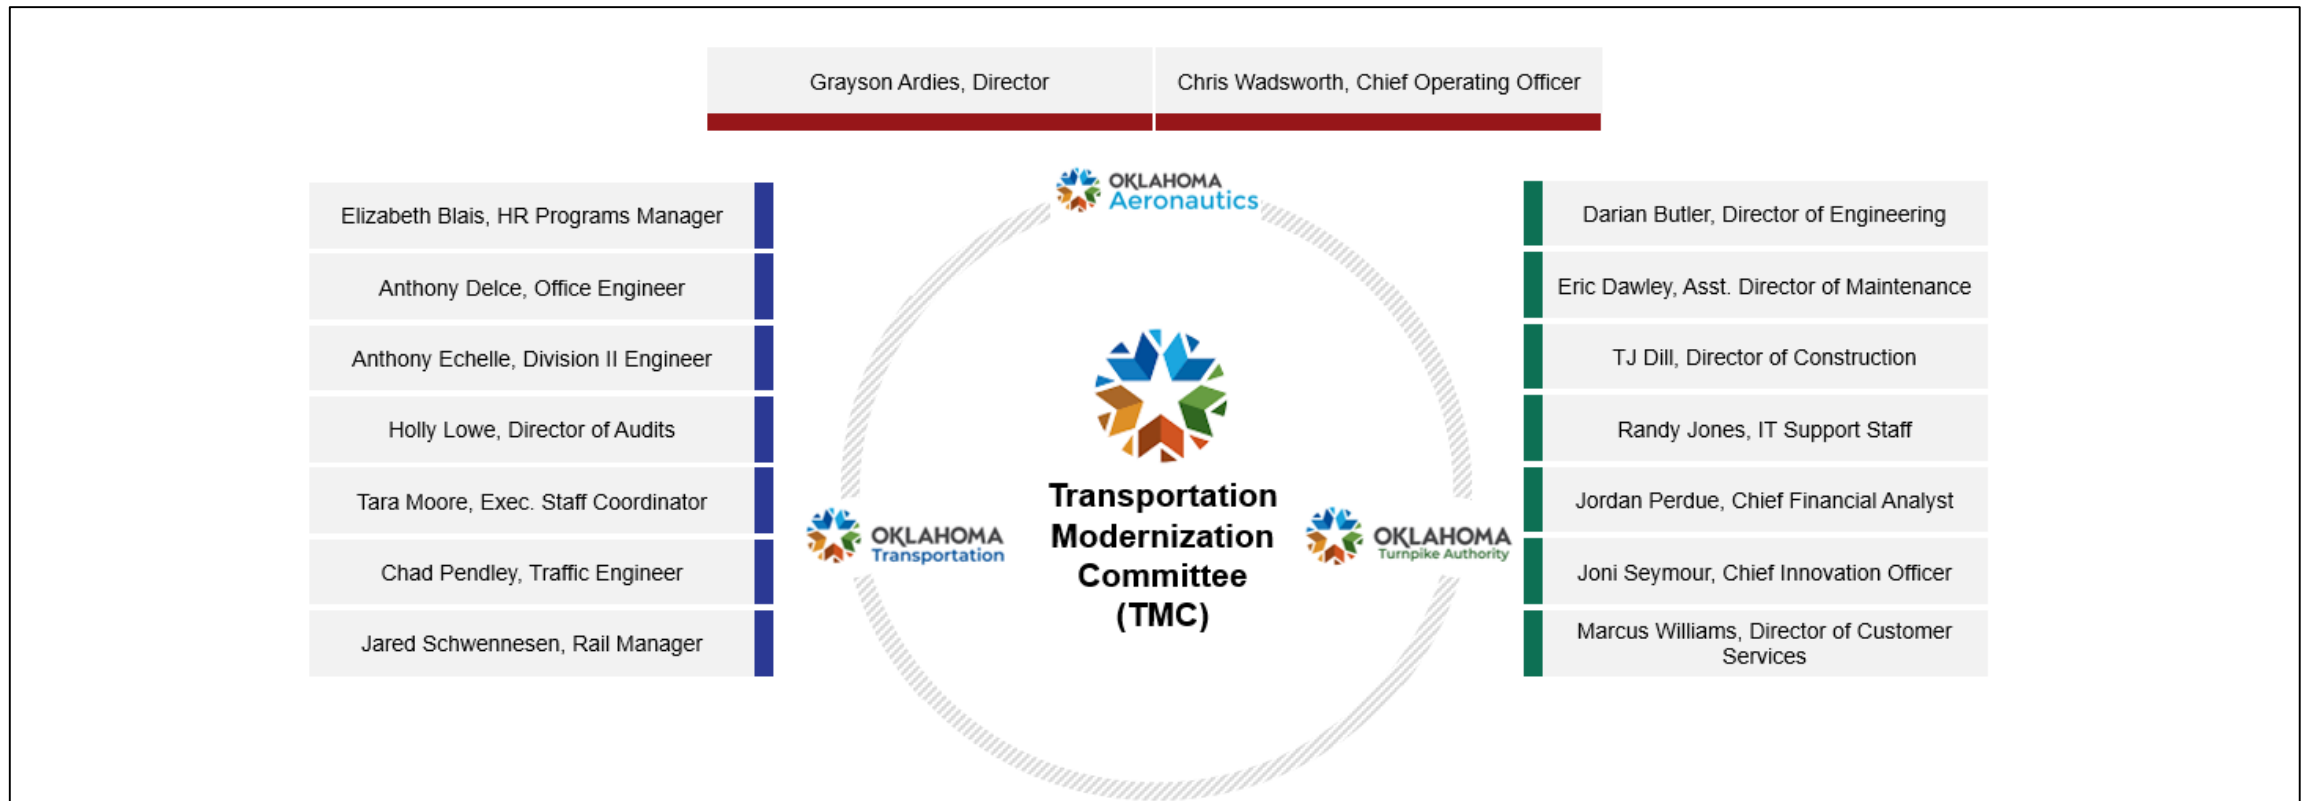 Grayson Ardies, Director
Chris Wadsworth, Chief Operating Officer
OKLAHOMA
Aeronautics
Elizabeth Blais, HR Programs Manager
Anthony Delce, Office Engineer
Anthony Echelle, Division II Engineer
Holly Lowe, Director of Audits
Tara Moore, Exec. Staff Coordinator
Chad Pendley, Traffic Engineer
Jared Schwennesen, Rail Manager
OKLAHOMA
Transportation
Transportation
Modernization
Committee
(TMC)
OKLAHOMA
Turnpike Authority
Darian Butler, Director of Engineering
Eric Dawley, Asst. Director of Maintenance
TJ Dill, Director of Construction
Randy Jones, IT Support Staff
Jordan Perdue, Chief Financial Analyst
Joni Seymour, Chief Innovation Officer
Marcus Williams, Director of Customer
Services